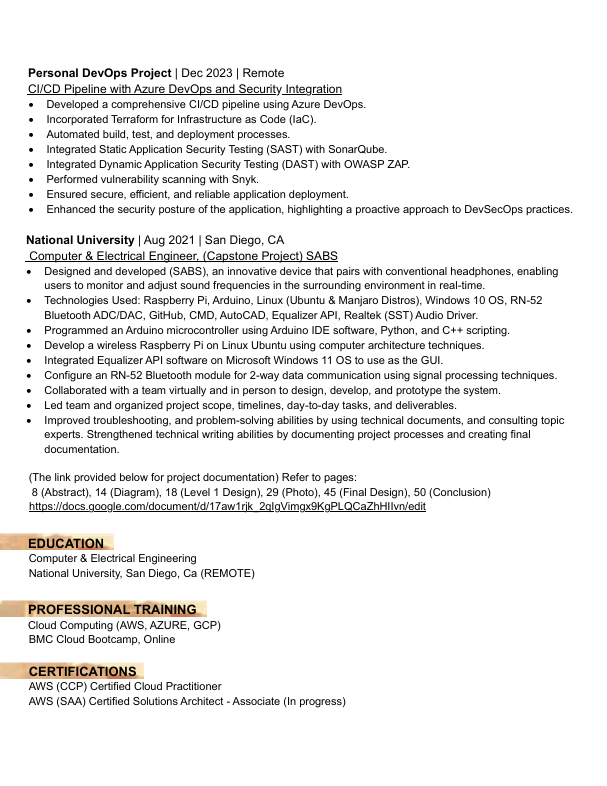 Personal DevOps Project | Dec 2023 | Remote
CI/CD Pipeline with Azure DevOps and Security Integration
• Developed a comprehensive CI/CD pipeline using Azure DevOps.
• Incorporated Terraform for Infrastructure as Code (IaC).
• Automated build, test, and deployment processes.
• Integrated Static Application Security Testing (SAST) with SonarQube.
• Integrated Dynamic Application Security Testing (DAST) with OWASP ZAP.
• Performed vulnerability scanning with Snyk.
• Ensured secure, efficient, and reliable application deployment.
• Enhanced the security posture of the application, highlighting a proactive approach to DevSecOps practices.
National University | Aug 2021 | San Diego, CA
Computer & Electrical Engineer, (Capstone Project) SABS
• Designed and developed (SABS), an innovative device that pairs with conventional headphones, enabling
users to monitor and adjust sound frequencies in the surrounding environment in real-time.
• Technologies Used: Raspberry Pi, Arduino, Linux (Ubuntu & Manjaro Distros), Windows 10 OS, RN-52
Bluetooth ADC/DAC, GitHub, CMD, AutoCAD, Equalizer API, Realtek (SST) Audio Driver.
• Programmed an Arduino microcontroller using Arduino IDE software, Python, and C++ scripting.
• Develop a wireless Raspberry Pi on Linux Ubuntu using computer architecture techniques.
• Integrated Equalizer API software on Microsoft Windows 11 OS to use as the GUI.
• Configure an RN-52 Bluetooth module for 2-way data communication using signal processing techniques.
• Collaborated with a team virtually and in person to design, develop, and prototype the system.
• Led team and organized project scope, timelines, day-to-day tasks, and deliverables.
• Improved troubleshooting, and problem-solving abilities by using technical documents, and consulting topic
experts. Strengthened technical writing abilities by documenting project processes and creating final
documentation.
(The link provided below for project documentation) Refer to pages:
8 (Abstract), 14 (Diagram), 18 (Level 1 Design), 29 (Photo), 45 (Final Design), 50 (Conclusion)
https://docs.google.com/document/d/17aw1rjk_2qIgVimgx9KgPLQCaZhHIIvn/edit
EDUCATION
Computer & Electrical Engineering
National University, San Diego, Ca (REMOTE)
PROFESSIONAL TRAINING
Cloud Computing (AWS, AZURE, GCP)
BMC Cloud Bootcamp, Online
CERTIFICATIONS
AWS (CCP) Certified Cloud Practitioner
AWS (SAA) Certified Solutions Architect - Associate (In progress)